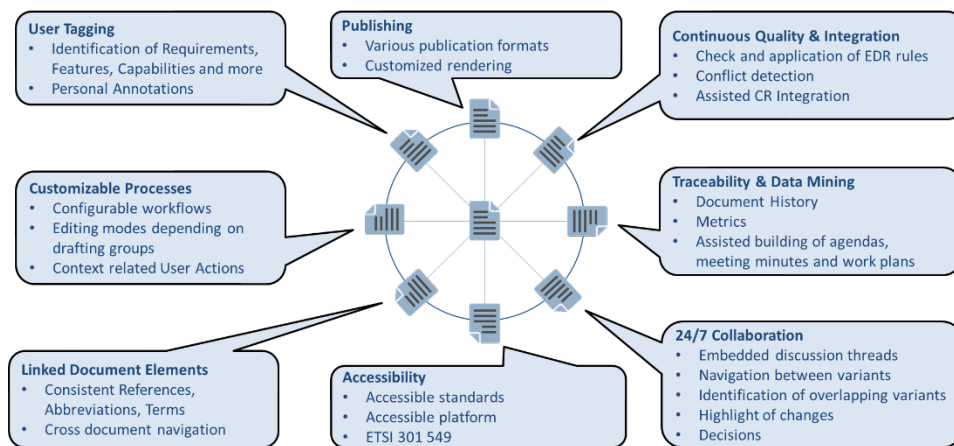 User Tagging
• Identification of Requirements,
Features, Capabilities and more
• Personal Annotations
Publishing
• Various publication formats
• Customized rendering
Continuous Quality & Integration
• Check and application of EDR rules
• Conflict detection
• Assisted CR Integration
Customizable Processes
• Configurable workflows
• Editing modes depending on
drafting groups
• Context related User Actions
Traceability & Data Mining
• Document History
• Metrics
• Assisted building of agendas,
meeting minutes and work plans
Linked Document Elements
• Consistent References,
Abbreviations, Terms
• Cross document navigation
Accessibility
• Accessible standards
• Accessible platform
• ETSI 301 549
24/7 Collaboration
• Embedded discussion threads
• Navigation between variants
• Identification of overlapping variants
• Highlight of changes
• Decisions